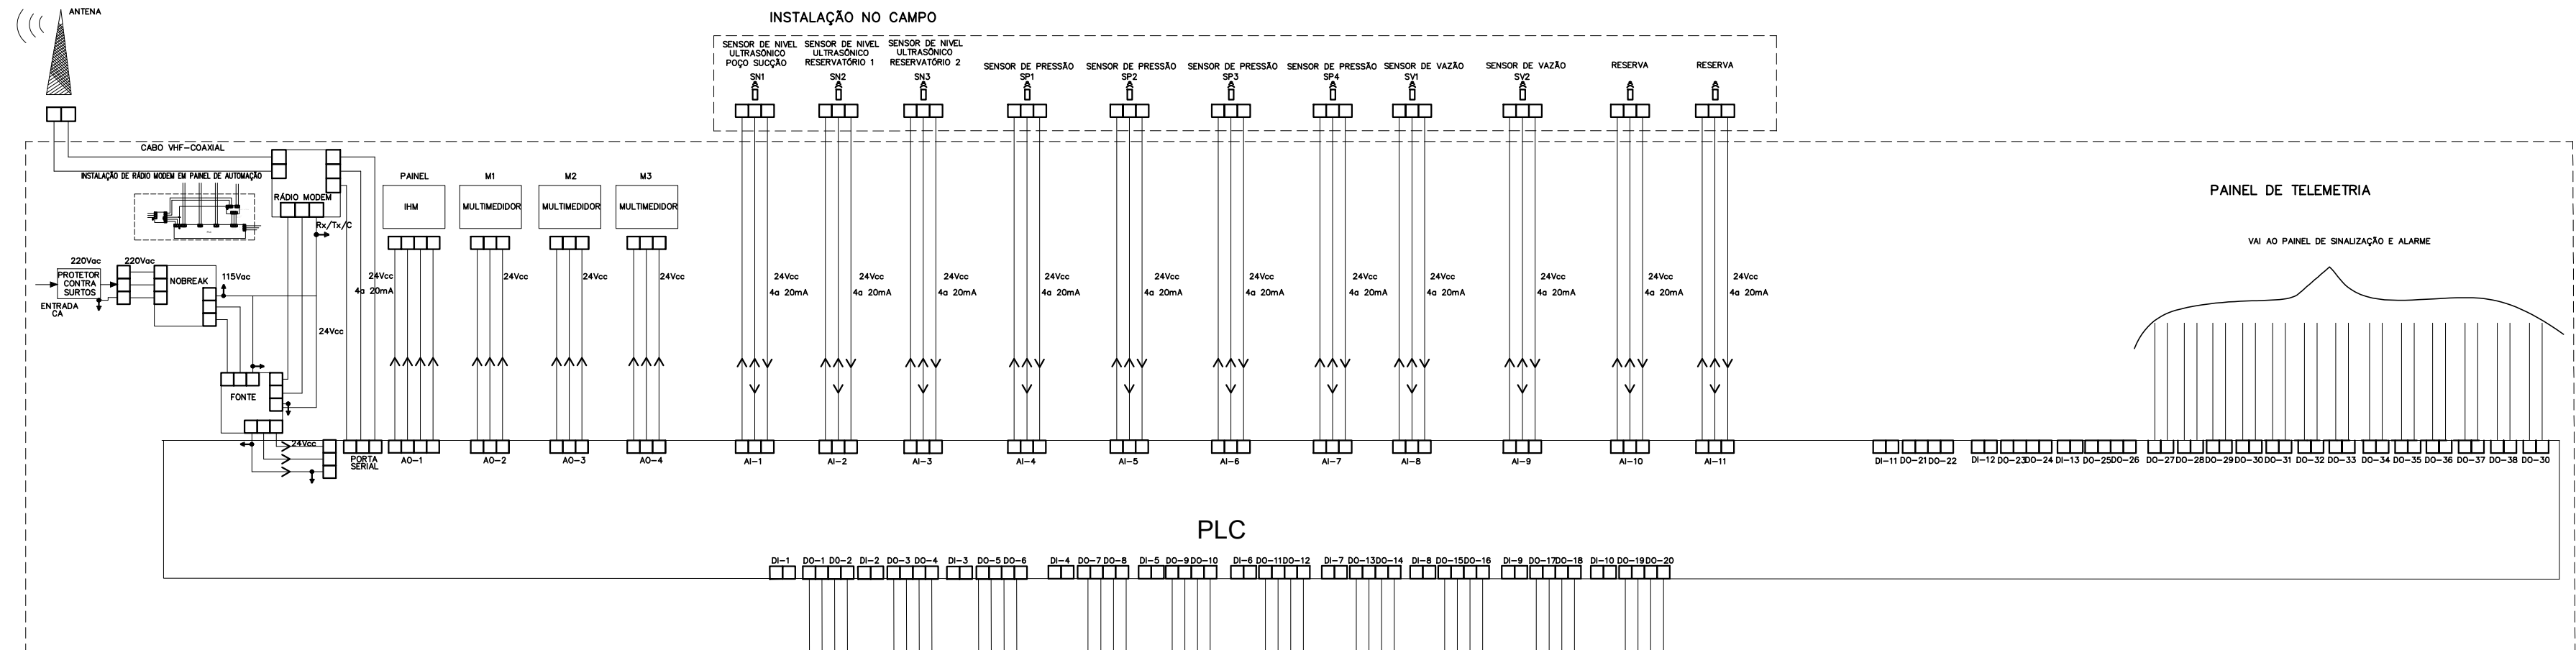 ANTENA
INSTALAÇÃO NO CAMPO
SENSOR DE NIVEL
ULTRASÔNICO
POÇO SUCÇÃO
SN1
SENSOR DE NIVEL
ULTRASÔNICO
RESERVATÓRIO 1
SN2
SENSOR DE NIVEL
ULTRASÔNICO
RESERVATÓRIO 2
SN3
SENSOR DE PRESSÃO
SP1
SENSOR DE PRESSÃO
SP2
SENSOR DE PRESSÃO
SP3
SENSOR DE PRESSÃO
SP4
SENSOR DE VAZÃO
SV1
SENSOR DE VAZÃO
SV2
RESERVA
RESERVA
CABO VHF-COAXIAL
INSTALAÇÃO DE RÁDIO MODEM EM PAINEL DE AUTOMAÇÃO
RÁDIO MODEM
Rx/Tx/C
PAINEL
IHM
M1
MULTIMEDIDOR
M2
MULTIMEDIDOR
M3
MULTIMEDIDOR
PAINEL DE TELEMETRIA
VAI AO PAINEL DE SINALIZAÇÃO E ALARME
220Vac
220Vac
PROTETOR
CONTRA
SURTOS
ENTRADA
CA
NOBREAK
115Vac
24Vcc
FONTE
24Vcc
24Vcc
4a 20mA
24Vcc
24Vcc
24Vcc
24Vcc
4a 20mA
24Vcc
4a 20mA
24Vcc
4a 20mA
24Vcc
4a 20mA
24Vcc
4a 20mA
24Vcc
4a 20mA
24Vcc
4a 20mA
24Vcc
4a 20mA
24Vcc
4a 20mA
24Vcc
4a 20mA
24Vcc
4a 20mA
PORTA
SERIAL
AO-1
AO-2
AO-3
AO-4
AI-1
AI-2
AI-3
AI-4
AI-5
AI-6
AI-7
AI-8
AI-9
AI-10
AI-11
DI-11 DO-21 DO-22
DI-12 DO-23 DO-24
DI-13 DO-25 DO-26
DO-27 DO-28 DO-29 DO-30 DO-31 DO-32 DO-33 DO-34 DO-35 DO-36 DO-37 DO-38 DO-30
PLC
DI-1 DO-1 DO-2
DI-2 DO-3 DO-4
DI-3 DO-5 DO-6
DI-4 DO-7 DO-8
DI-5 DO-9 DO-10
DI-6 DO-11 DO-12
DI-7 DO-13 DO-14
DI-8 DO-15 DO-16
DI-9 DO-17 DO-18
DI-10 DO-19 DO-20